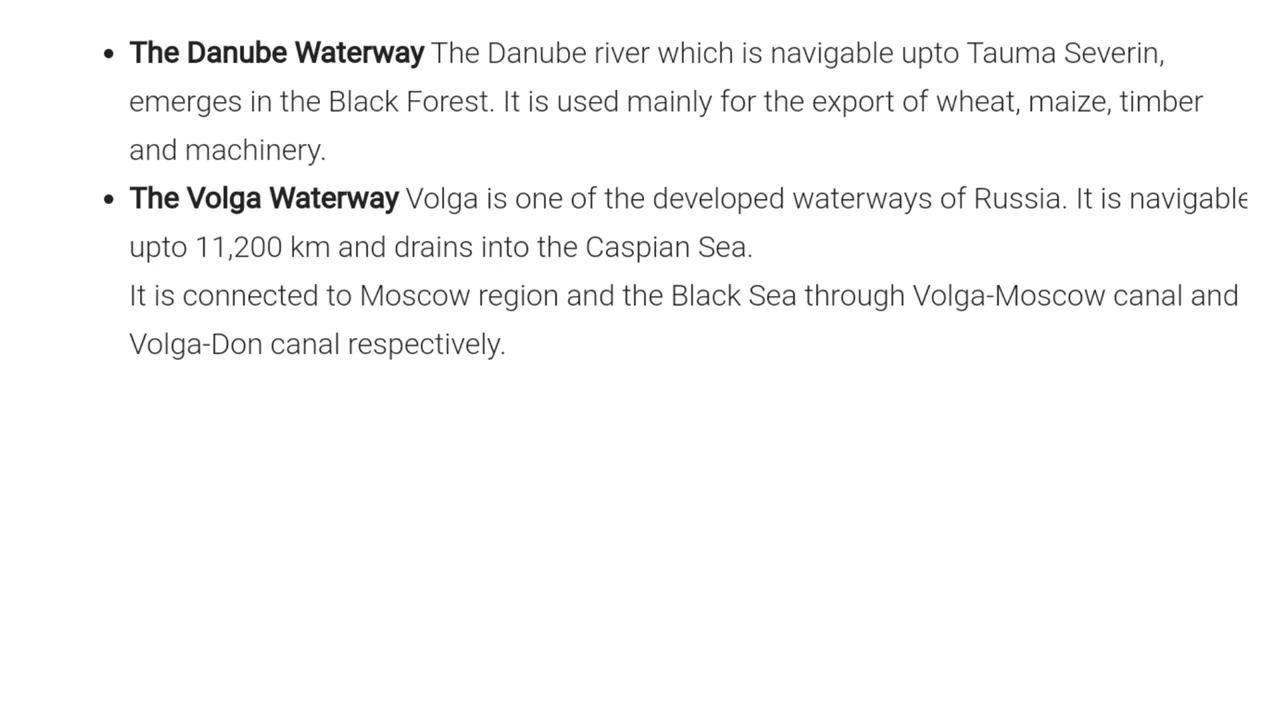 • The Danube Waterway The Danube river which is navigable upto Tauma Severin,
emerges in the Black Forest. It is used mainly for the export of wheat, maize, timber
and machinery.
• The Volga Waterway Volga is one of the developed waterways of Russia. It is navigable
upto 11,200 km and drains into the Caspian Sea.
It is connected to Moscow region and the Black Sea through Volga-Moscow canal and
Volga-Don canal respectively.